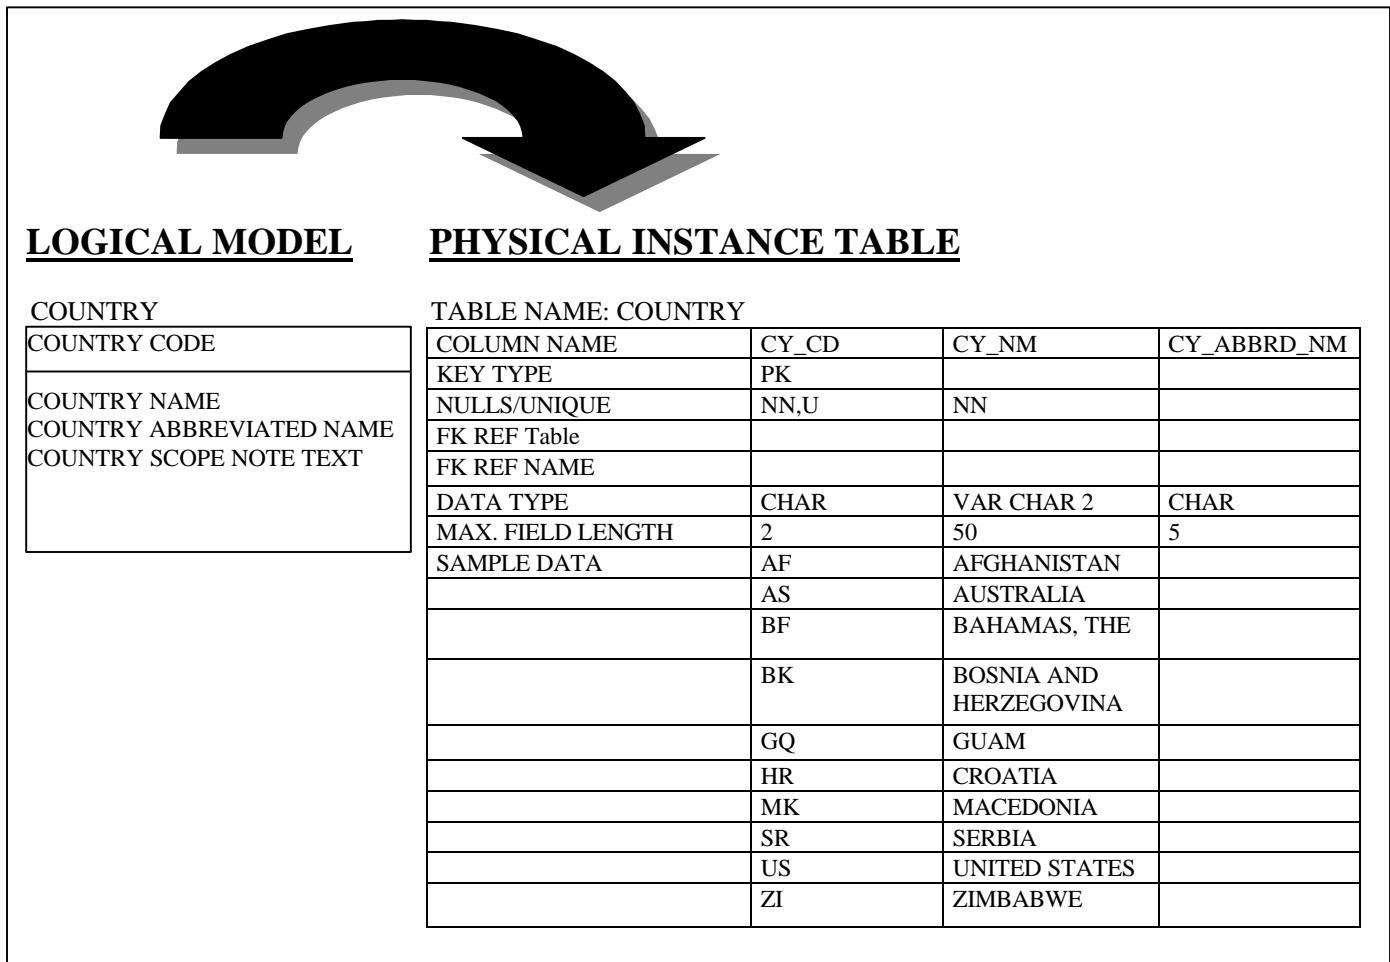 LOGICAL MODEL PHYSICAL INSTANCE TABLE
COUNTRY
COUNTRY CODE
COUNTRY NAME
COUNTRY ABBREVIATED NAME
COUNTRY SCOPE NOTE TEXT
TABLE NAME: COUNTRY
COLUMN NAME CY_CD CY_NM CY_ABBRD_NM
KEY TYPE PK
NULLS/UNIQUE NN,U NN
FK REF Table
FK REF NAME
DATA TYPE CHAR VAR CHAR 2 CHAR
MAX. FIELD LENGTH 2 50 5
SAMPLE DATA AF AFGHANISTAN
AS AUSTRALIA
BF BAHAMAS, THE
BK BOSNIA AND
HERZEGOVINA
GQ GUAM
HR CROATIA
MK MACEDONIA
SR SERBIA
US UNITED STATES
ZI ZIMBABWE